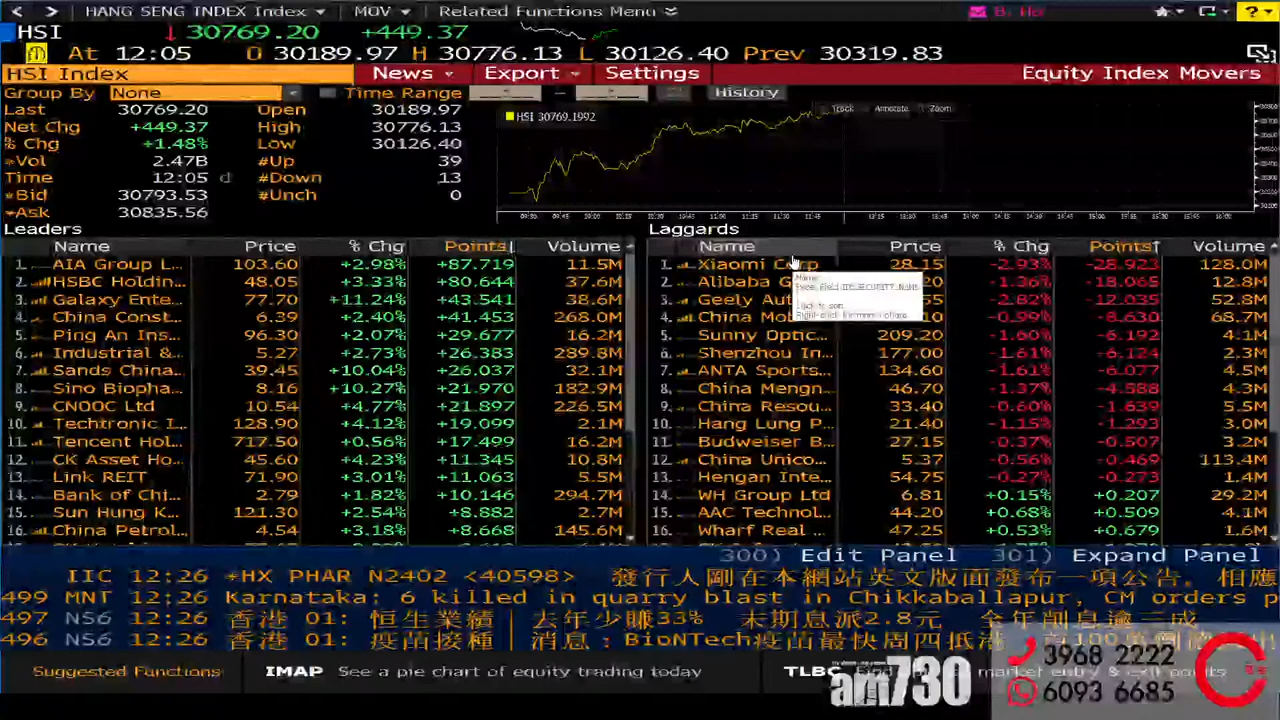 HANG SENG INDEX Index MOV Related Functions Menu
HSI 30769.20 +449.37
At 12:05 O 30189.97 H 30776.13 L 30126.40 Prev 30319.83
HSI Index News Export Settings Equity Index Movers
Group By None Time Range History
Last 30769.20 Open 30189.97
Net Chg +449.37 High 30776.13
% Chg +1.48% Low 30126.40
Vol 2.47B #Up 39
Time 12:05 d #Down 13
Bid 30793.53 #Unch 0
Ask 30835.56
HSI 30769.1992 Track Annotate Zoom
Leaders
Name Price % Chg Points Volume
1. AIA Group L... 103.60 +2.98% +87.719 11.5M
2. HSBC Holdin... 48.05 +3.33% +80.644 37.6M
3. Galaxy Ente... 77.70 +11.24% +43.541 38.6M
4. China Const... 6.39 +2.40% +41.453 268.0M
5. Ping An Ins... 96.30 +2.07% +29.667 16.2M
6. Industrial &... 5.27 +2.73% +26.383 289.8M
7. Sands China... 39.45 +10.04% +26.037 32.1M
8. Sino Biopha... 8.16 +10.27% +21.970 182.9M
9. CNOOC Ltd 10.54 +4.77% +21.897 226.5M
10. Techtronic I... 128.90 +4.12% +19.099 2.1M
11. Tencent Hol... 717.50 +0.56% +17.499 16.2M
12. CK Asset Ho... 45.60 +4.23% +11.345 10.8M
13. Link REIT 71.90 +3.01% +11.063 5.5M
14. Bank of Chi... 2.79 +1.82% +10.146 294.7M
15. Sun Hung K... 121.30 +2.54% +8.882 2.7M
16. China Petrol... 4.54 +3.18% +8.668 145.6M
Laggards
Name Price % Chg Points Volume
1. Xiaomi Corp 28.15 -2.93% -28.923 128.0M
2. Alibaba G -1.36% -18.065 12.8M
3. Geely Aut -2.82% -12.035 52.8M
4. China Mo 10 -0.99% -8.630 68.7M
5. Sunny Optic... 209.20 -1.60% -6.192 4.1M
6. Shenzhou In... 177.00 -1.61% -6.124 2.3M
7. ANTA Sports... 134.60 -1.61% -6.077 4.5M
8. China Mengn... 46.70 -1.37% -4.588 4.3M
9. China Resou... 33.40 -0.60% -1.639 5.5M
10. Hang Lung P... 21.40 -1.15% -1.293 3.0M
11. Budweiser B... 27.15 -0.37% -0.507 3.2M
12. China Unico... 5.37 -0.56% -0.469 113.4M
13. Hengan Inte... 54.75 -0.27% -0.273 1.4M
14. WH Group Ltd 6.81 +0.15% +0.207 29.2M
15. AAC Technol... 44.20 +0.68% +0.509 4.1M
16. Wharf Real 47.25 +0.53% +0.679 1.6M
300) Edit Panel 301) Expand Panel
IIC 12:26 *HX PHAR N2402 <40598> 發行人剛在本網站英文版面發布一項公告。相應
499 MNT 12:26 Karnataka: 6 killed in quarry blast in Chikkaballapur, CM orders p
497 NS6 12:26 香港 01: 恒生業績｜去年少賺33% 末期息派2.8元 全年削息逾三成
496 NS6 12:26 香港 01: 疫苗接種｜消息：BioNTech疫苗最快周四抵港
Suggested Functions IMAP See a pie chart of equity trading today TLBC market entry & exit points
am730
3968 2222
6093 6685